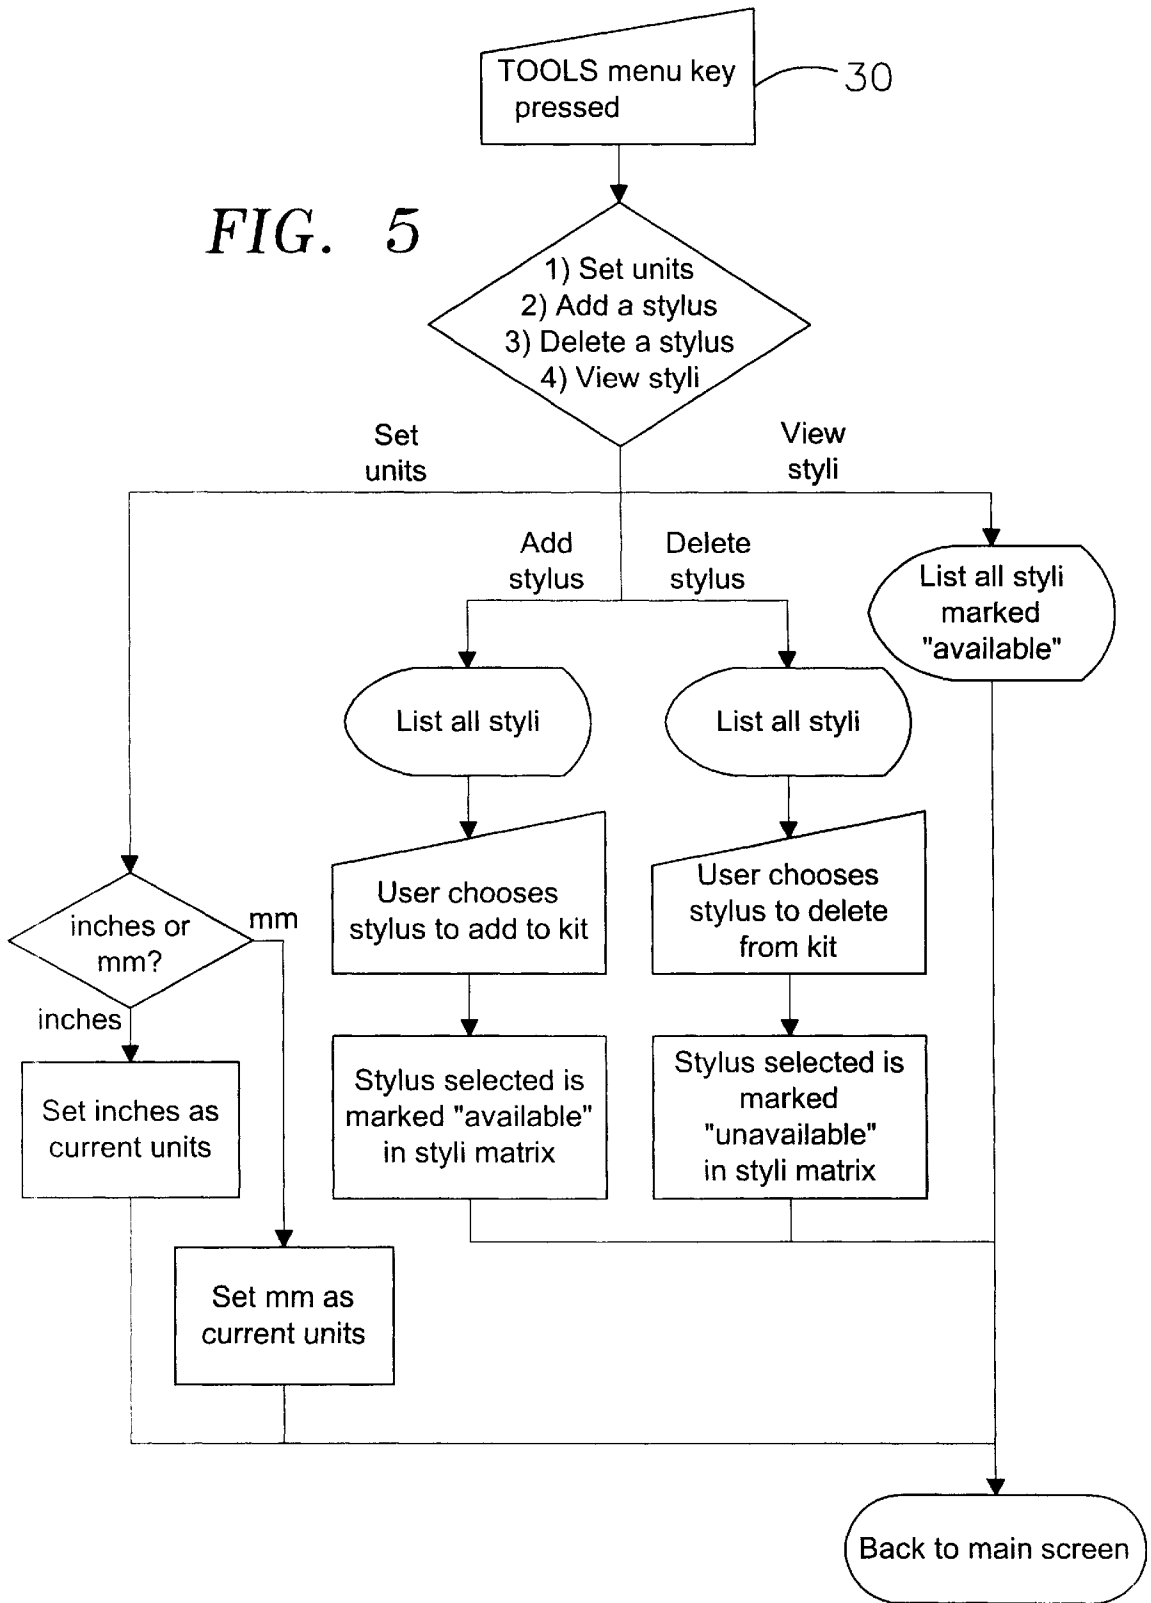 TOOLS menu key
pressed
30
FIG. 5
1) Set units
2) Add a stylus
3) Delete a stylus
4) View styli
Set
units
View
styli
Add
stylus
Delete
stylus
List all styli
marked
"available"
List all styli
List all styli
User chooses
stylus to add to kit
User chooses
stylus to delete
from kit
inches or
mm?
mm
inches
Set inches as
current units
Stylus selected is
marked "available"
in styli matrix
Stylus selected is
marked
"unavailable"
in styli matrix
Set mm as
current units
Back to main screen